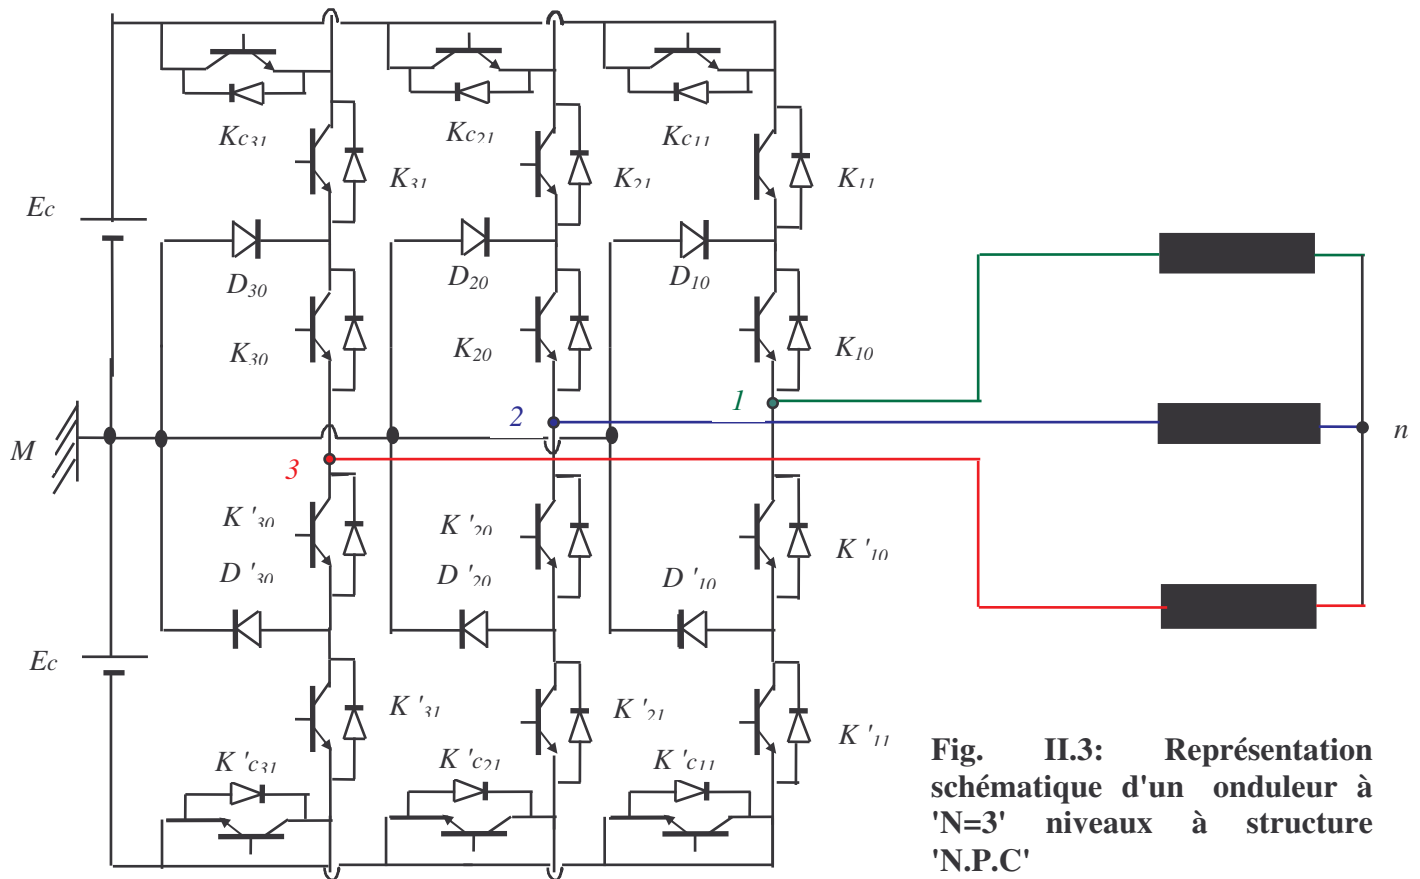 Kc31
Kc21
Kc11
K31
K21
K11
Ec
D30
D20
D10
K30
K20
K10
1
2
n
M
3
K'30
K'20
K'10
D'30
D'20
D'10
Ec
K'31
K'21
K'11
K'c31
K'c21
K'c11
Fig. II.3: Représentation
schématique d'un onduleur à
'N=3' niveaux à structure
'N.P.C'